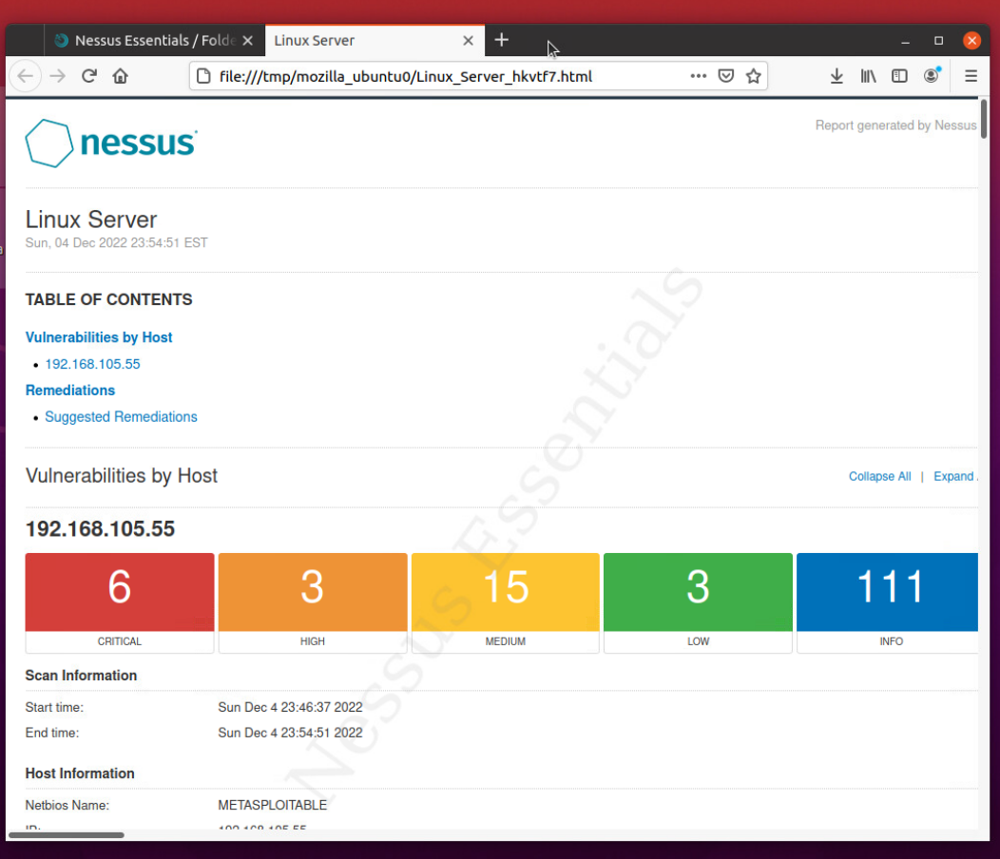 Nessus Essentials / Folde
Linux Server
file:///tmp/mozilla_ubuntu0/Linux_Server_hkvtf7.html
nessus
Report generated by Nessus
Linux Server
Sun, 04 Dec 2022 23:54:51 EST
TABLE OF CONTENTS
Vulnerabilities by Host
• 192.168.105.55
Remediations
• Suggested Remediations
Vulnerabilities by Host
Collapse All | Expand
192.168.105.55
6 3 15 3 111
CRITICAL HIGH MEDIUM LOW INFO
Scan Information
Start time: Sun Dec 4 23:46:37 2022
End time: Sun Dec 4 23:54:51 2022
Host Information
Netbios Name: METASPLOITABLE
IP: 192.168.105.55
Nessus Essentials